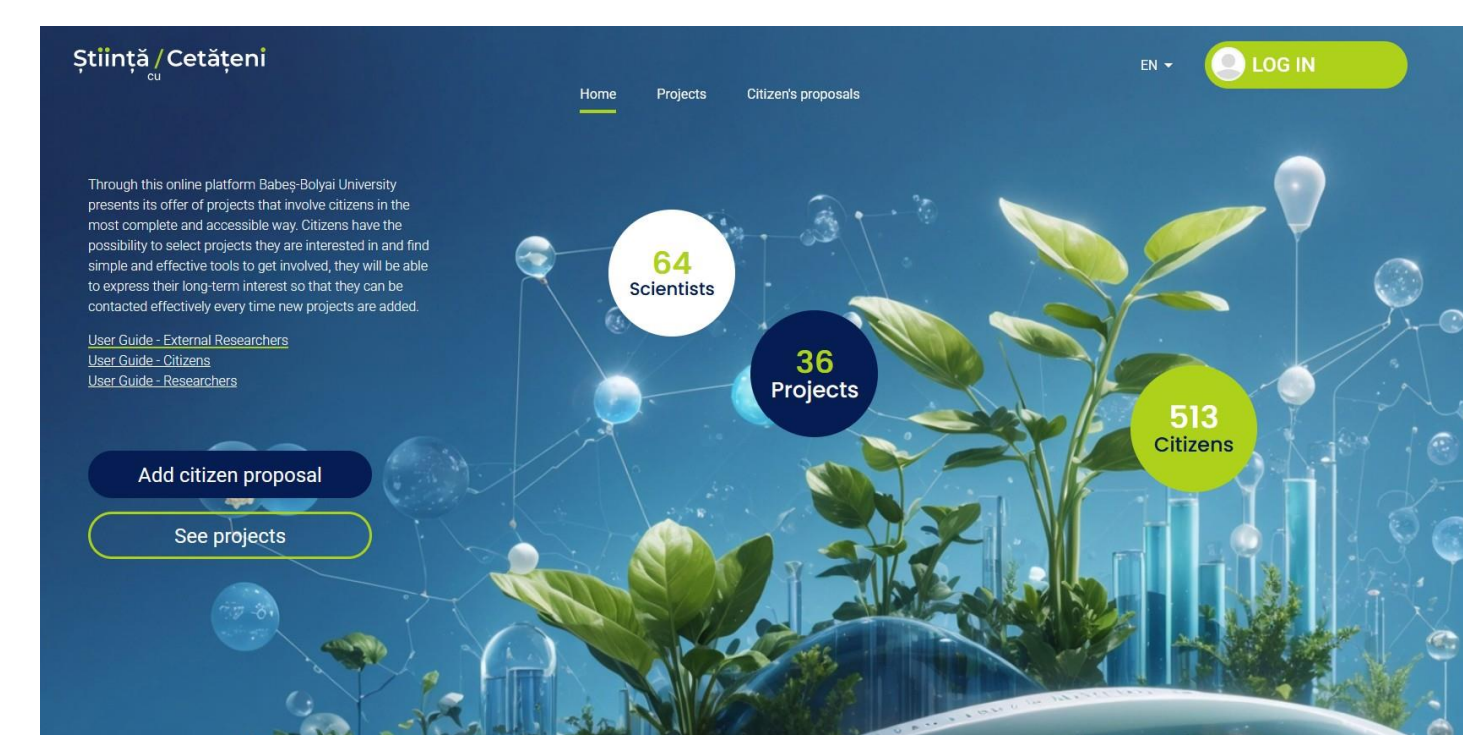 Știință / Cetățeni
cu
EN
LOG IN
Home Projects Citizen's proposals
Through this online platform Babeș-Bolyai University
presents its offer of projects that involve citizens in the
most complete and accessible way. Citizens have the
possibility to select projects they are interested in and find
simple and effective tools to get involved, they will be able
to express their long-term interest so that they can be
contacted effectively every time new projects are added.
User Guide - External Researchers
User Guide - Citizens
User Guide - Researchers
Add citizen proposal
See projects
64
Scientists
36
Projects
513
Citizens